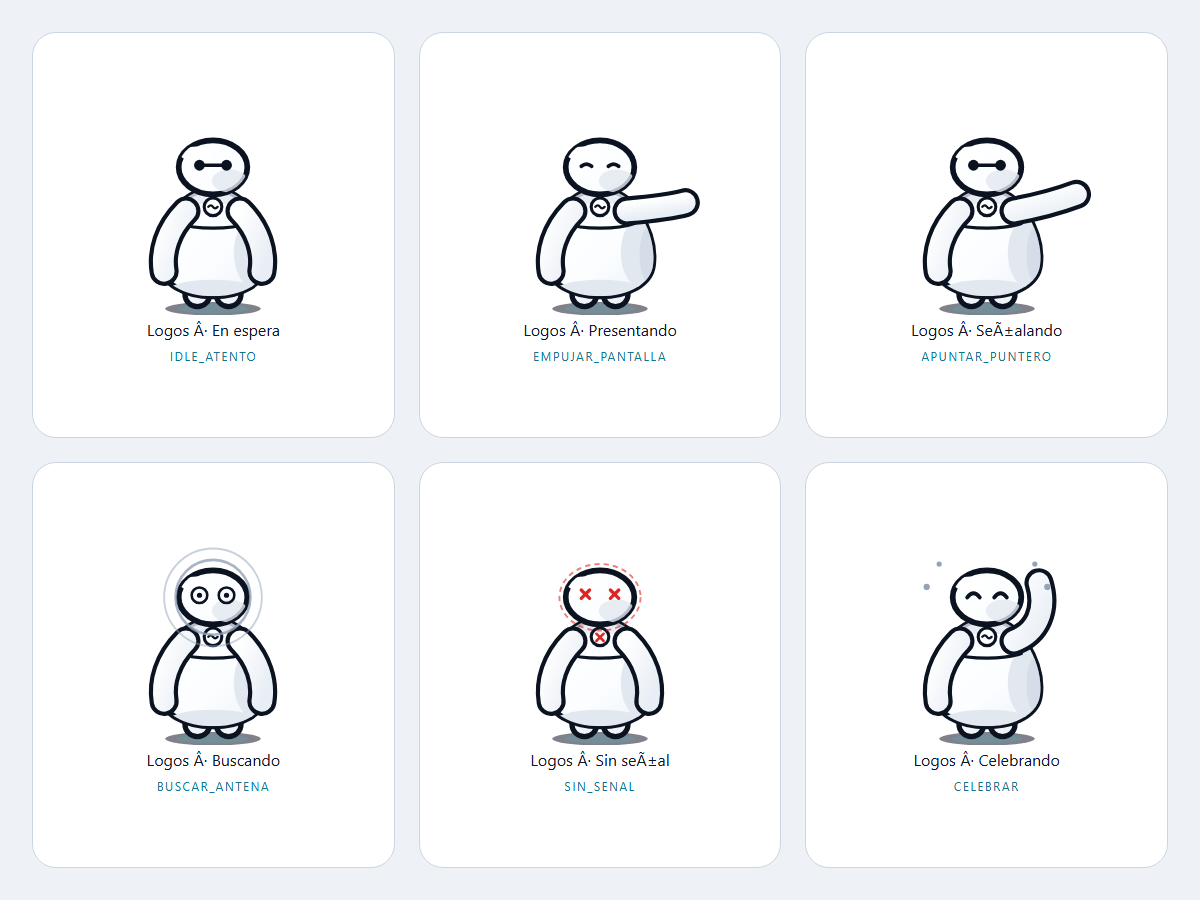 Logos Â· En espera
IDLE_ATENTO
Logos Â· Presentando
EMPUJAR_PANTALLA
Logos Â· SeÃ±alando
APUNTAR_PUNTERO
Logos Â· Buscando
BUSCAR_ANTENA
Logos Â· Sin seÃ±al
SIN_SENAL
Logos Â· Celebrando
CELEBRAR